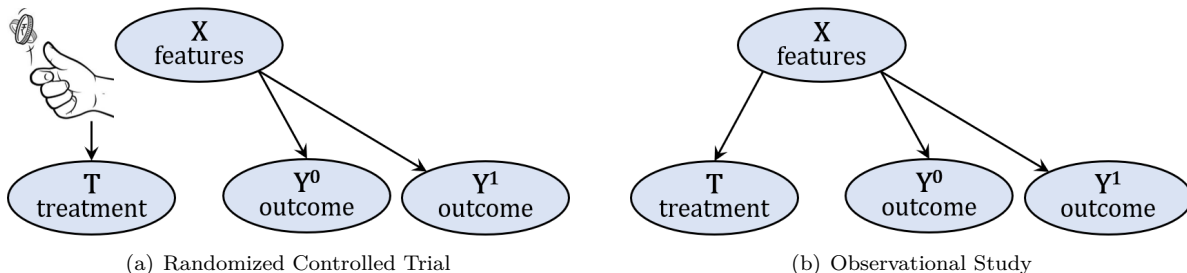 X
features
T
treatment
Y⁰
outcome
Y¹
outcome
(a) Randomized Controlled Trial
X
features
T
treatment
Y⁰
outcome
Y¹
outcome
(b) Observational Study